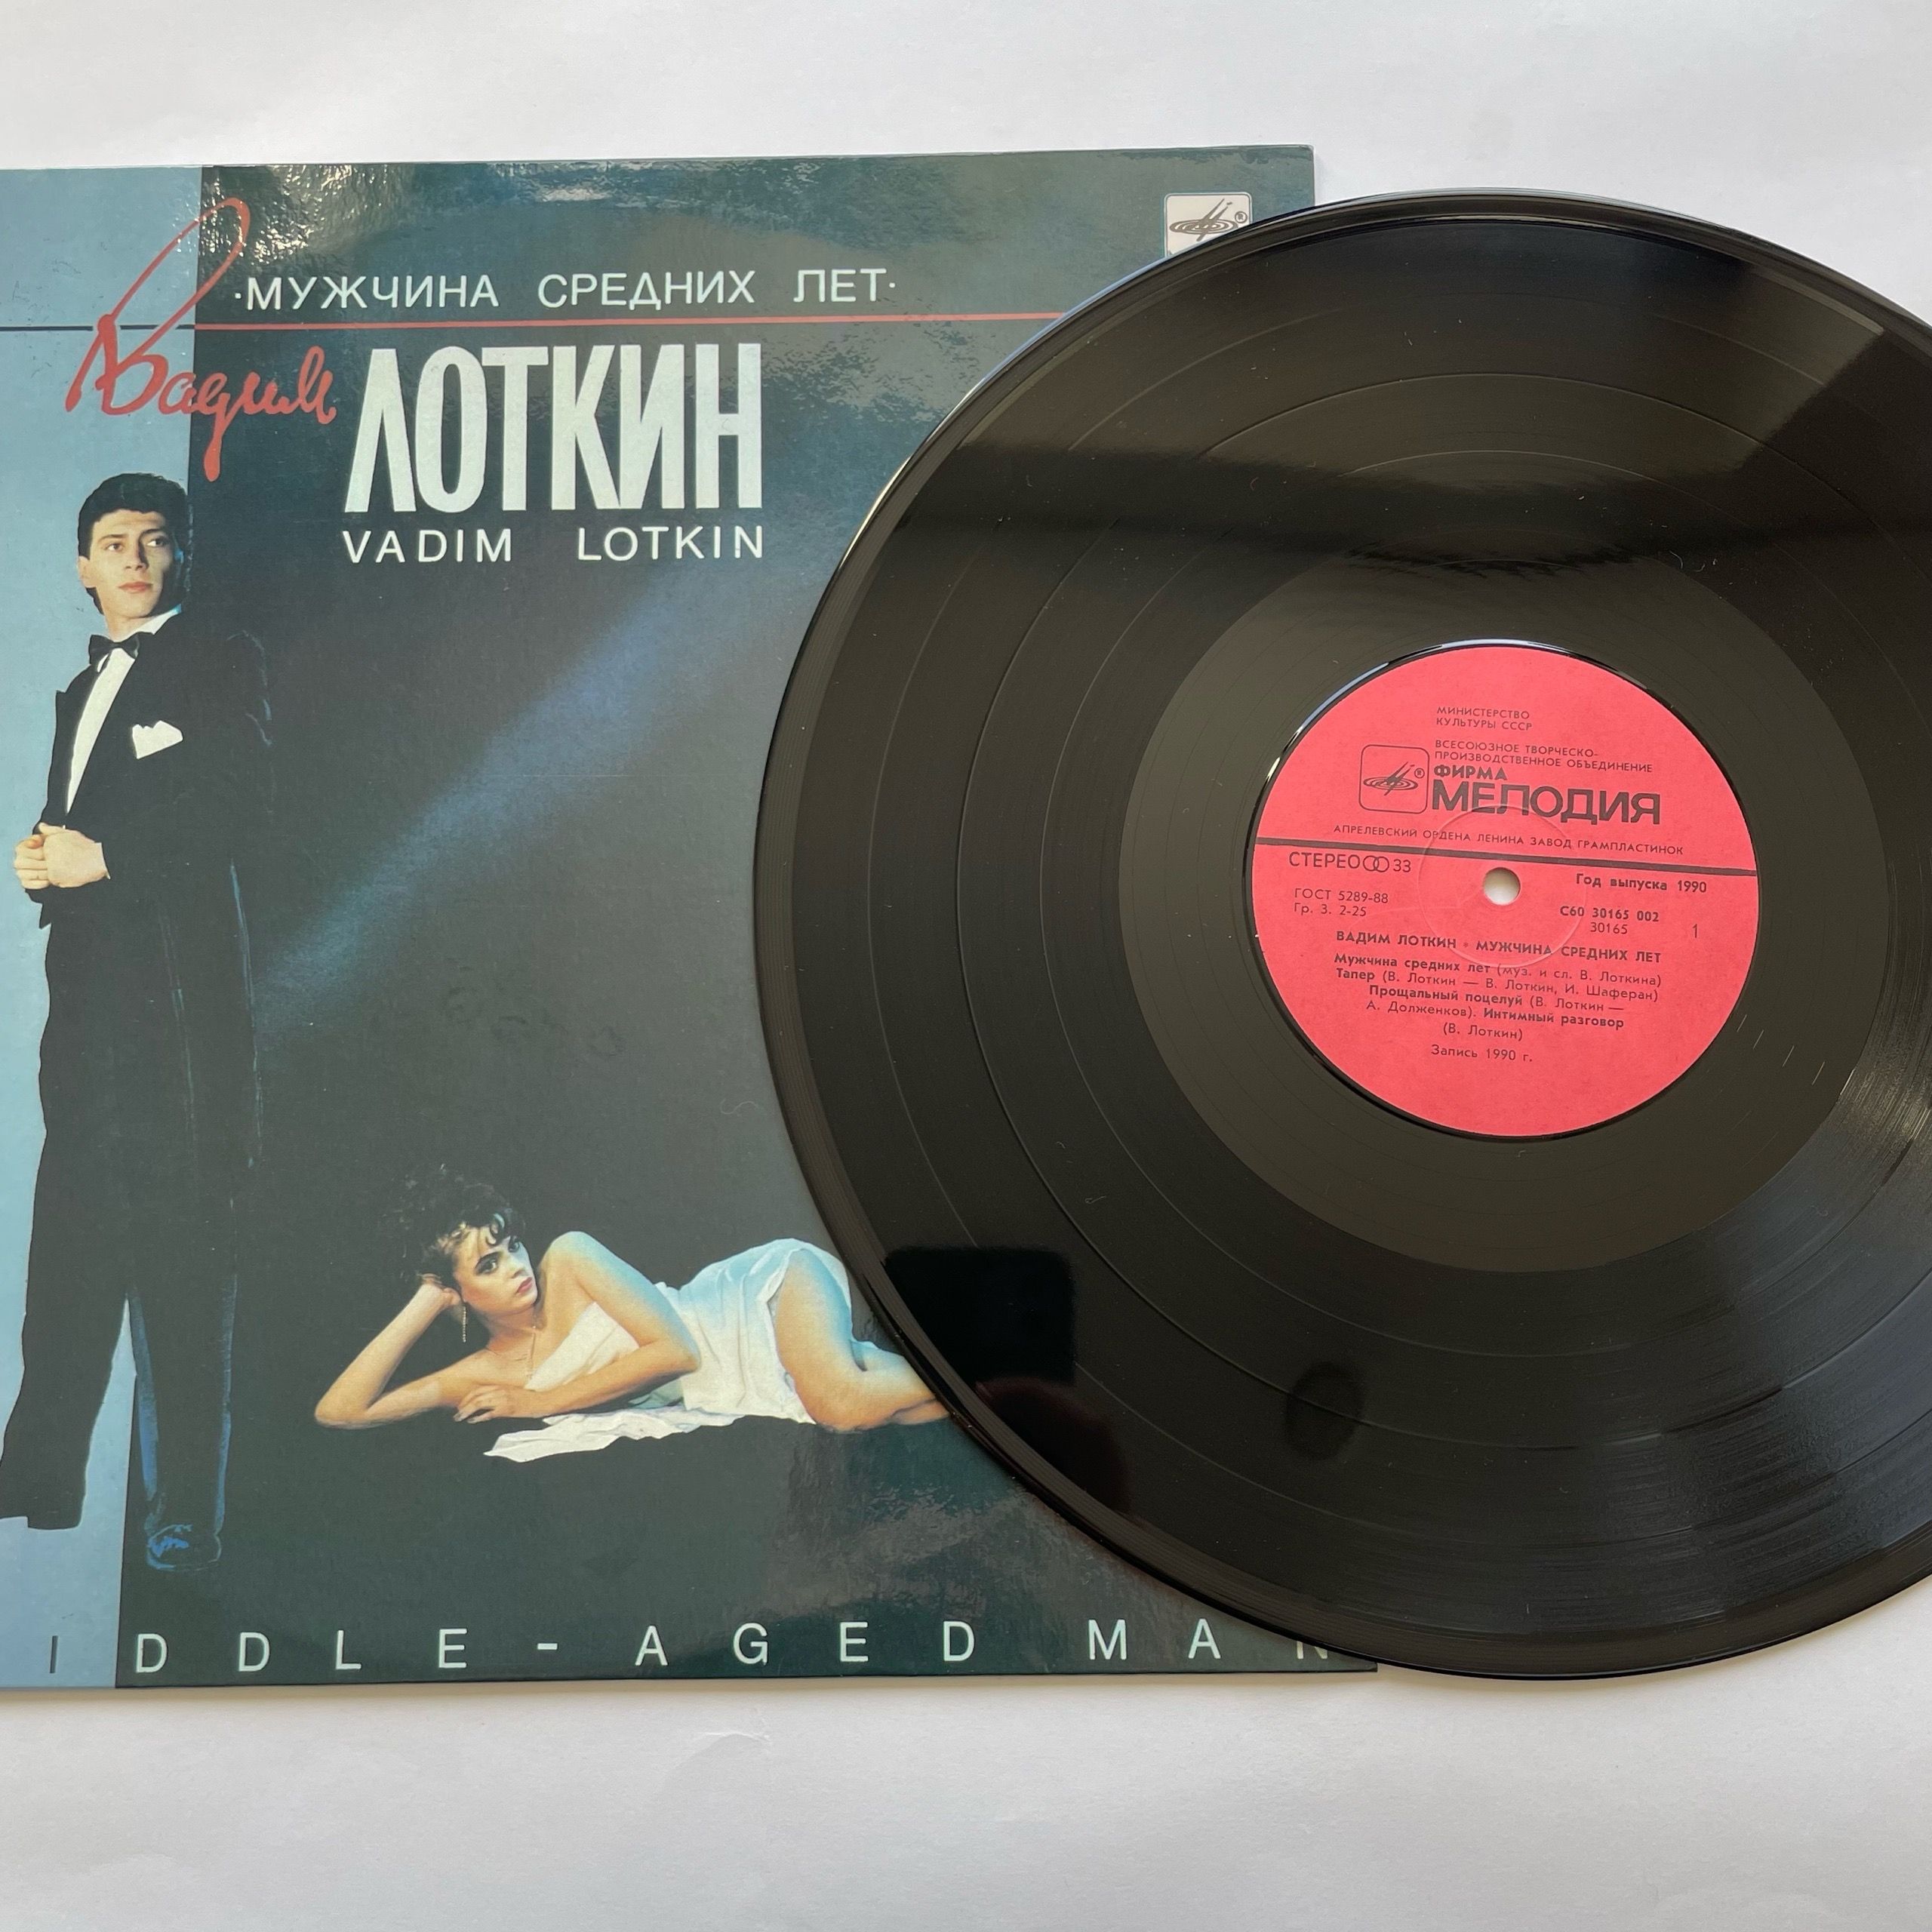 ·МУЖЧИНА СРЕДНИХ ЛЕТ·
Вадим
ЛОТКИН
VADIM LOTKIN
IDDLE-AGED MAN
®
МИНИСТЕРСТВО
КУЛЬТУРЫ СССР
ВСЕСОЮЗНОЕ ТВОРЧЕСКО-
ПРОИЗВОДСТВЕННОЕ ОБЪЕДИНЕНИЕ
® ФИРМА
МЕЛОДИЯ
АПРЕЛЕВСКИЙ ОРДЕНА ЛЕНИНА ЗАВОД ГРАМПЛАСТИНОК
СТЕРЕО 33
Год выпуска 1990
ГОСТ 5289-88
Гр. 3. 2-25
С60 30165 002
30165
1
ВАДИМ ЛОТКИН • МУЖЧИНА СРЕДНИХ ЛЕТ
Мужчина средних лет (муз. и сл. В. Лоткина)
Тапер (В. Лоткин — В. Лоткин, И. Шаферан)
Прощальный поцелуй (В. Лоткин —
А. Долженков). Интимный разговор
(В. Лоткин)
Запись 1990 г.